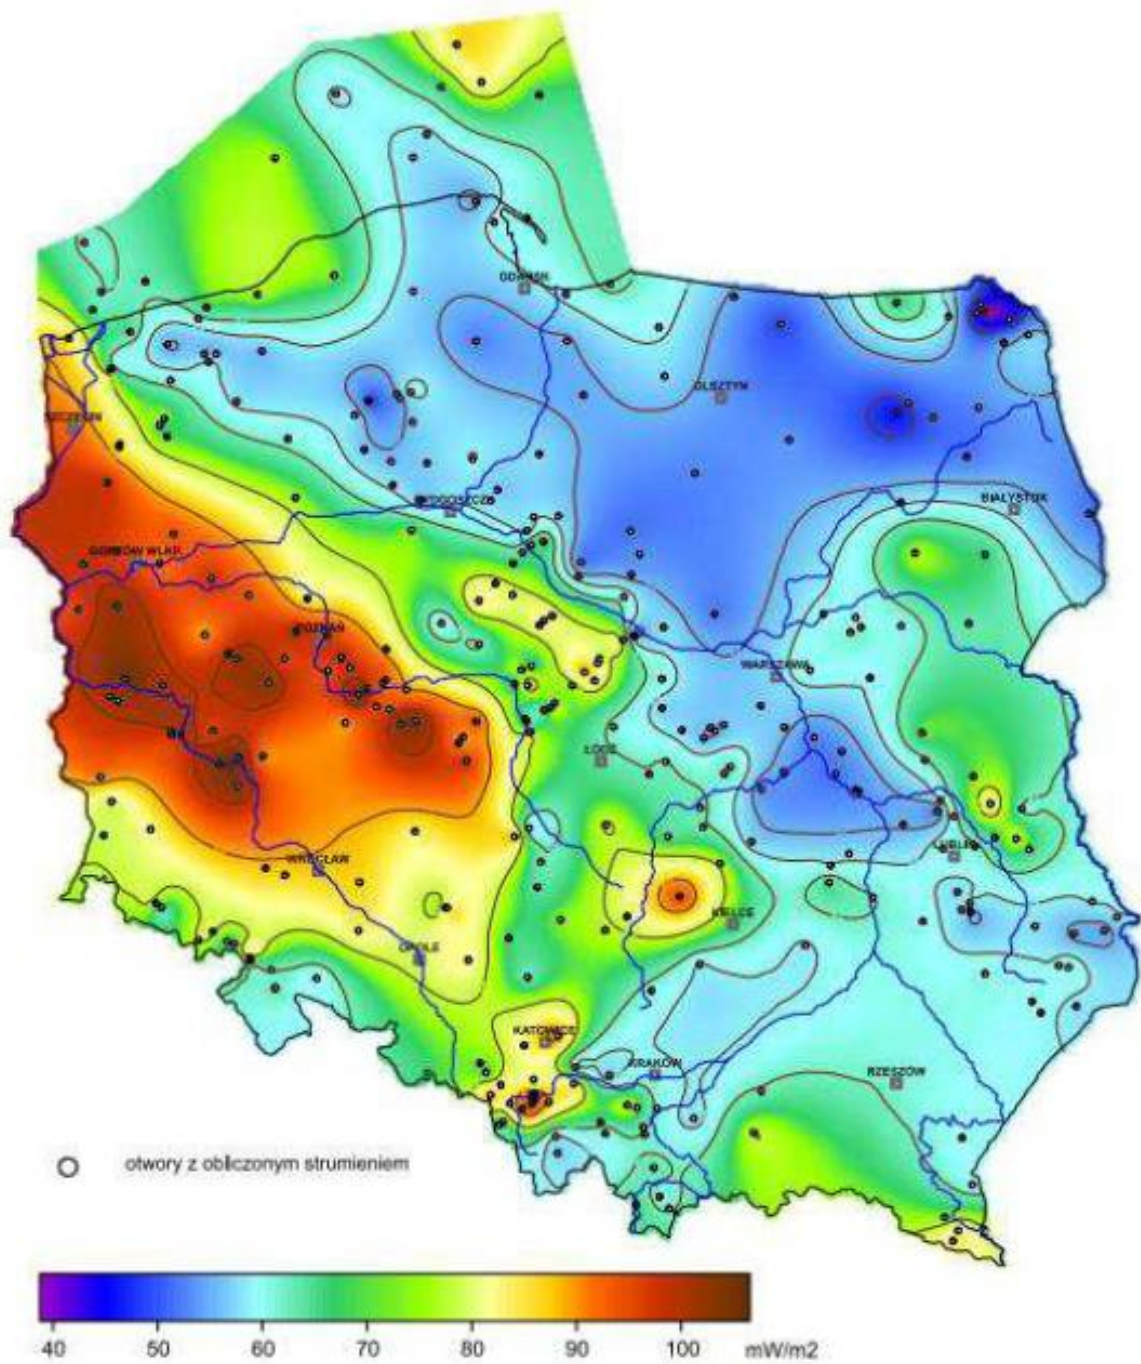 GDAŃSK
OLSZTYN
SZCZECIN
BYDGOSZCZ
BIAŁYSTOK
GORZÓW WLKP.
POZNAŃ
WARSZAWA
ŁÓDŹ
LUBLIN
WROCŁAW
KIELCE
OPOLE
KATOWICE
KRAKÓW
RZESZÓW
otwory z obliczonym strumieniem
40 50 60 70 80 90 100 mW/m2